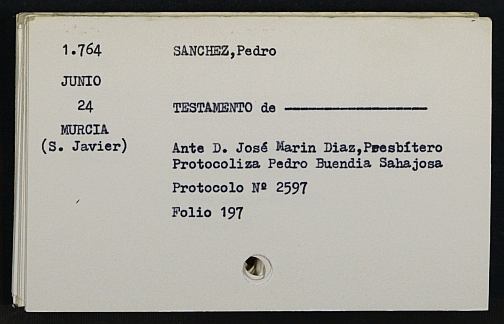 1.764 SANCHEZ,Pedro
JUNIO
24 TESTAMENTO de ————————
MURCIA
(S. Javier) Ante D. José Marin Diaz,Presbítero
Protocoliza Pedro Buendia Sahajosa
Protocolo Nº 2597
Folio 197